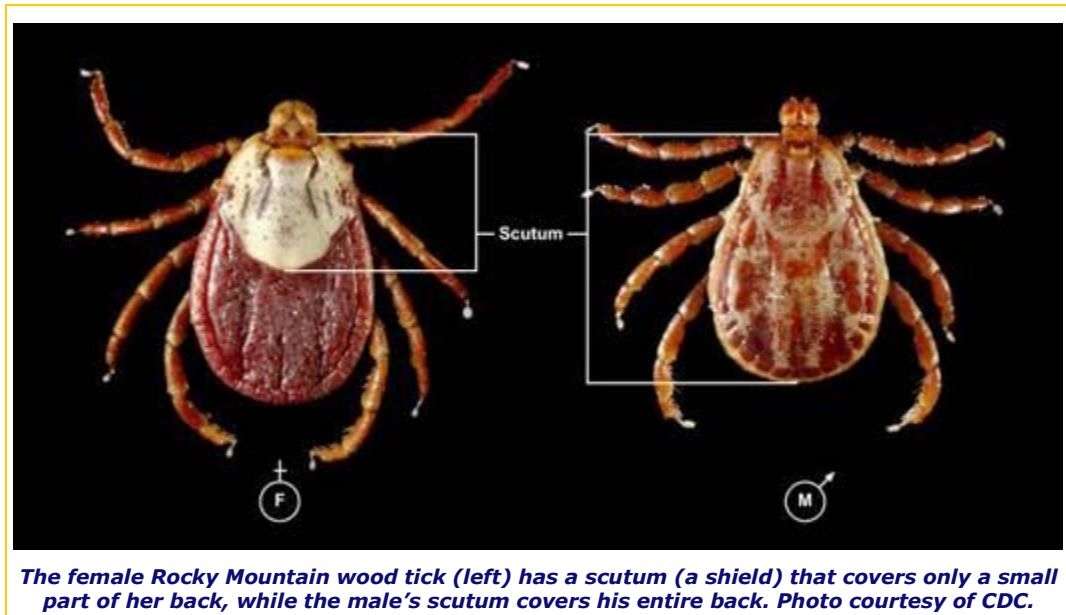 Scutum
F
M
The female Rocky Mountain wood tick (left) has a scutum (a shield) that covers only a small
part of her back, while the male's scutum covers his entire back. Photo courtesy of CDC.